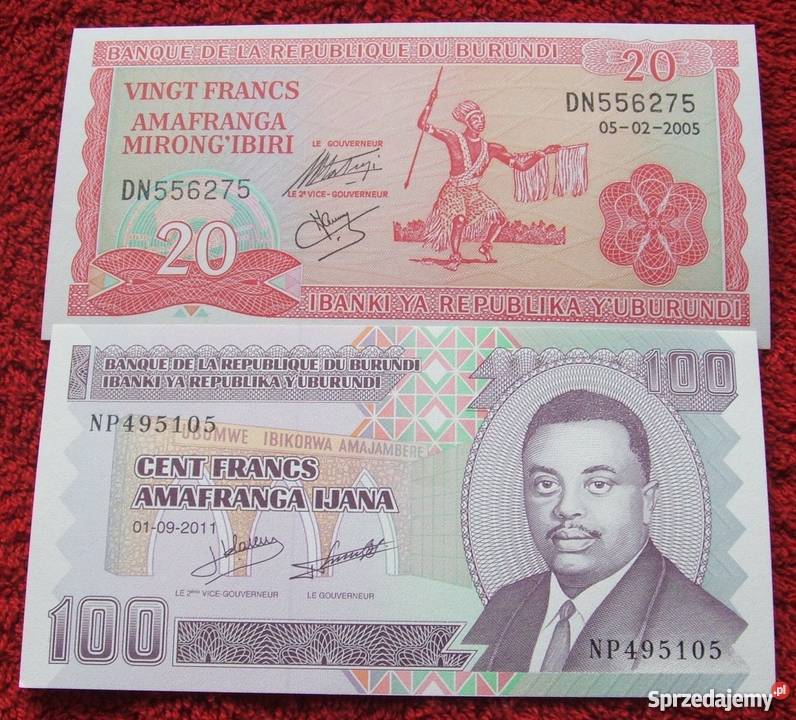 BANQUE DE LA REPUBLIQUE DU BURUNDI
20
VINGT FRANCS
AMAFRANGA
MIRONG'IBIRI
DN556275
05-02-2005
LE GOUVERNEUR
LE 2e VICE-GOUVERNEUR
DN556275
20
IBANKI YA REPUBLIKA Y'UBURUNDI
BANQUE DE LA REPUBLIQUE DU BURUNDI
IBANKI YA REPUBLIKA Y'UBURUNDI
100
NP495105
UBUMWE IBIKORWA AMAJAMBERE
CENT FRANCS
AMAFRANGA IJANA
01-09-2011
LE 2ème VICE-GOUVERNEUR
LE GOUVERNEUR
100
NP495105
Sprzedajemy.pl